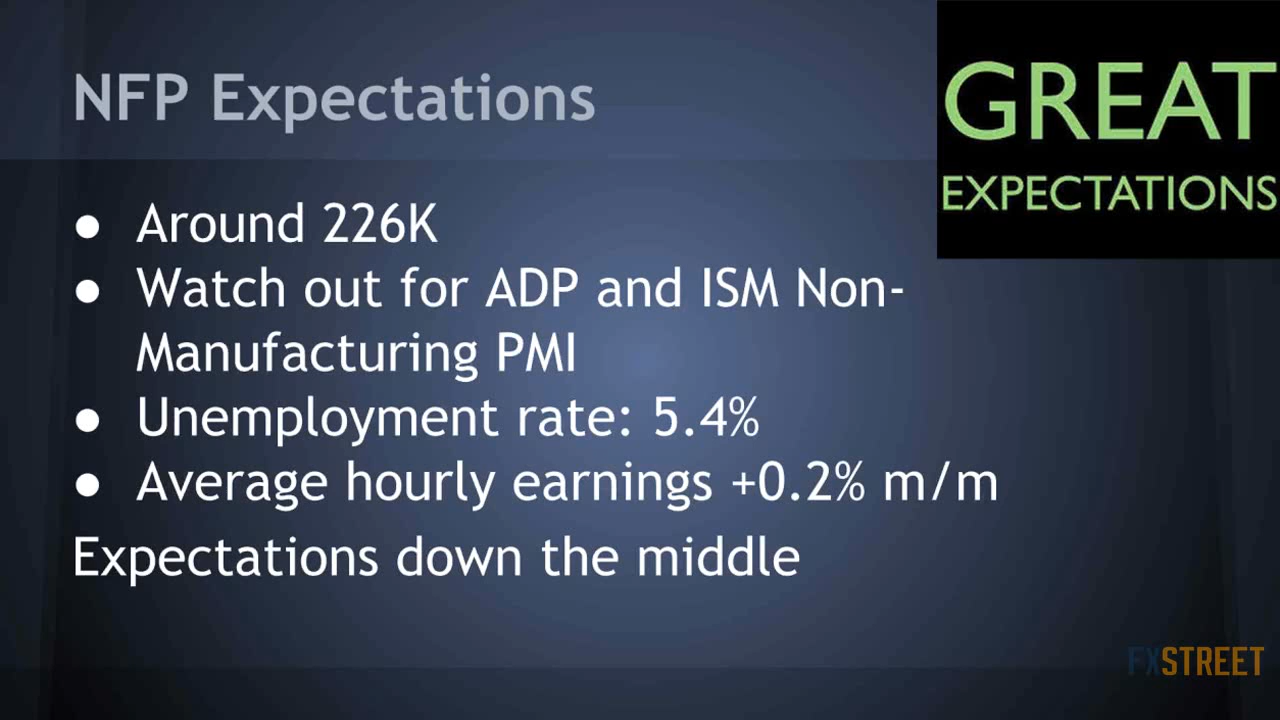 NFP Expectations
GREAT
EXPECTATIONS
● Around 226K
● Watch out for ADP and ISM Non-
Manufacturing PMI
● Unemployment rate: 5.4%
● Average hourly earnings +0.2% m/m
Expectations down the middle
FXSTREET